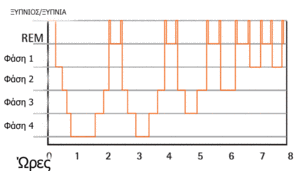 ΞΥΠΝΙΟΣ/ΞΥΠΝΙΑ
REM
Φάση 1
Φάση 2
Φάση 3
Φάση 4
0 1 2 3 4 5 6 7 8
Ώρες